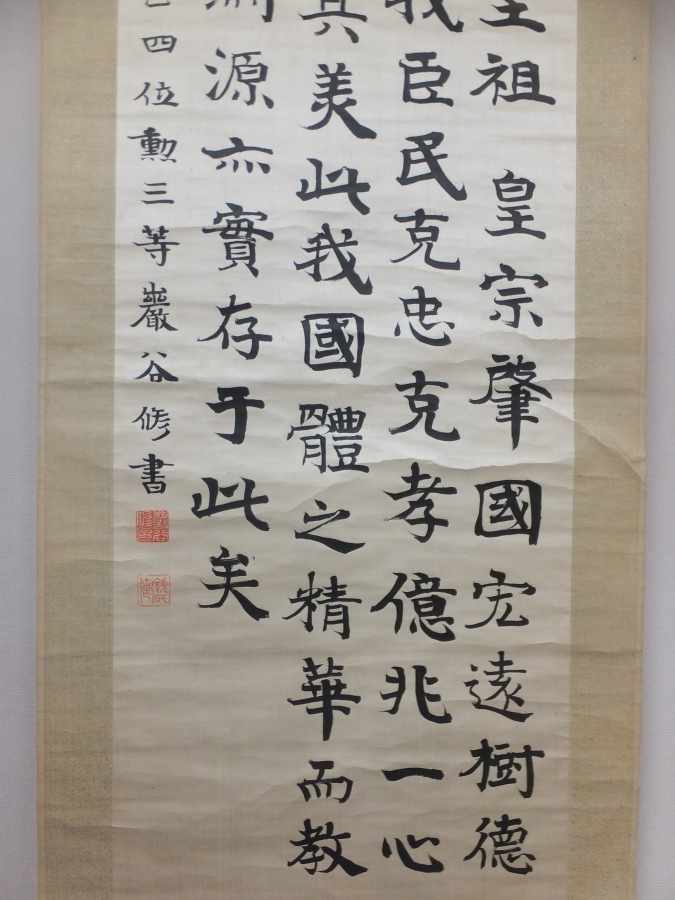 皇祖 皇宗肇國宏遠樹德
我臣民克忠克孝億兆一心
美此我國體之精華而教
淵源亦實存于此矣
四位勲三等巖谷修書